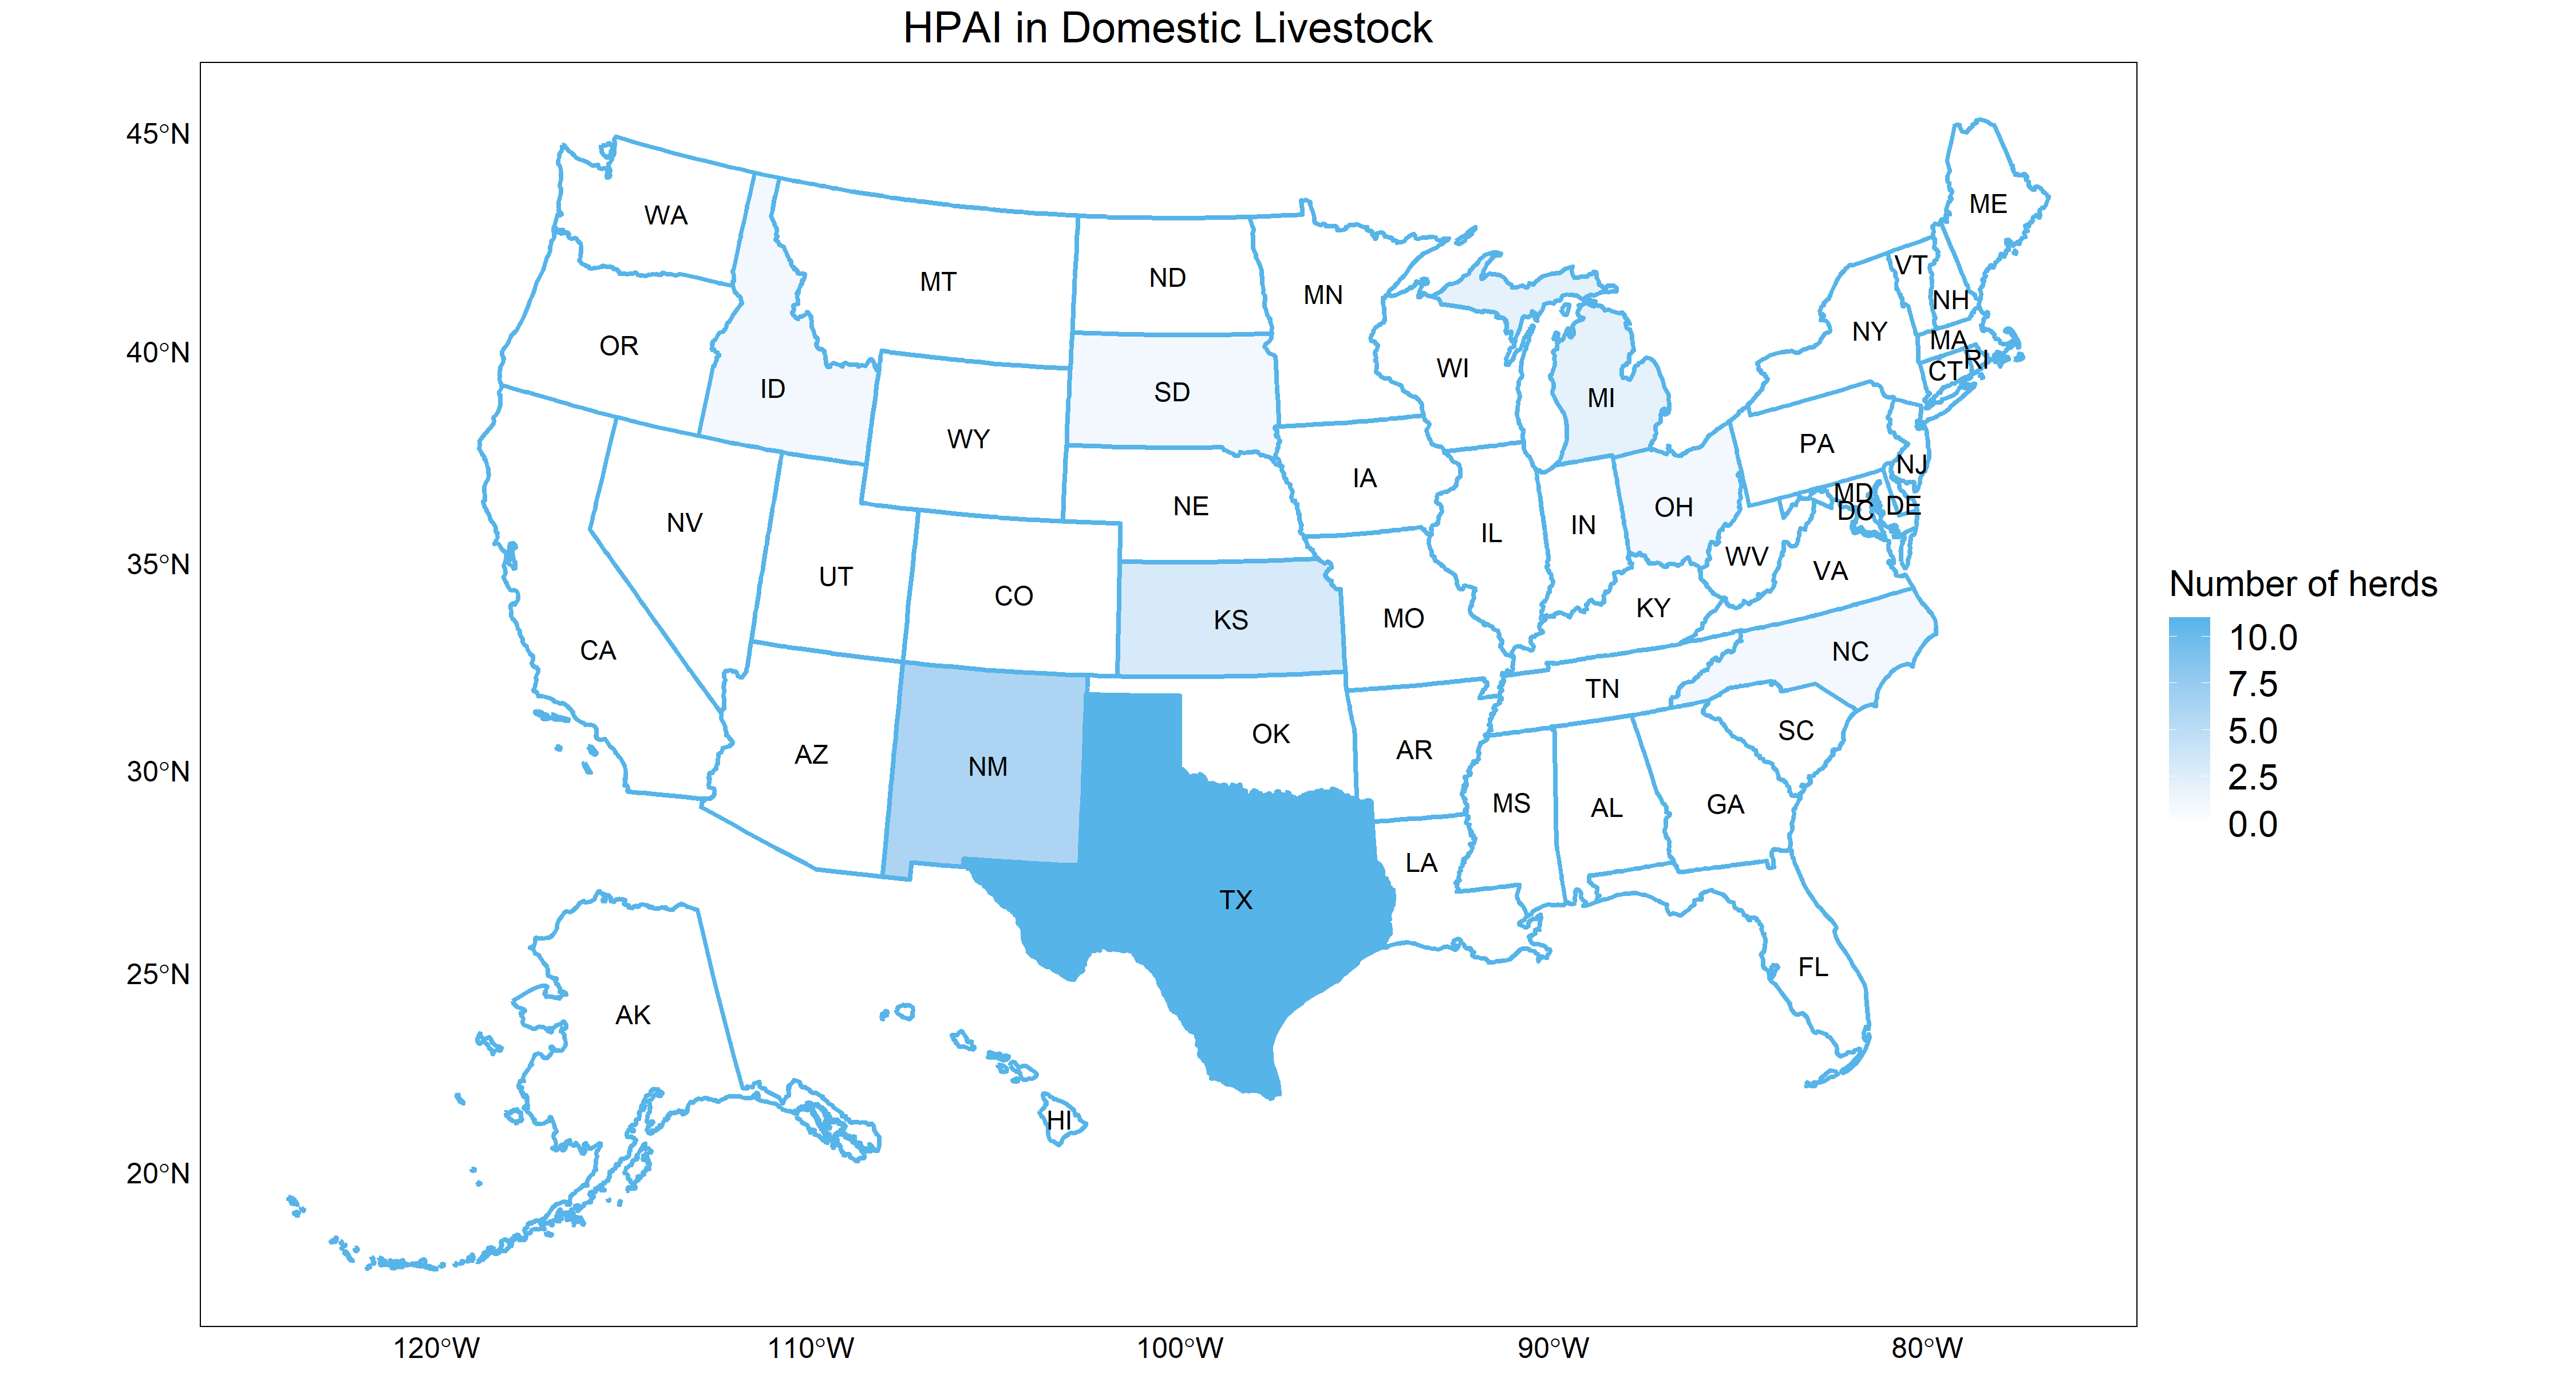 HPAI in Domestic Livestock
45°N
40°N
35°N
30°N
25°N
20°N
120°W
110°W
100°W
90°W
80°W
WA
MT
ND
MN
ME
VT
NH
OR
ID
SD
WI
MI
NY
MA
RI
CT
WY
NE
IA
PA
NJ
NV
UT
CO
KS
MO
IL
IN
OH
WV
MD
DC
DE
VA
KY
CA
AZ
NM
OK
AR
TN
NC
SC
MS
AL
GA
LA
TX
FL
AK
HI
Number of herds
10.0
7.5
5.0
2.5
0.0